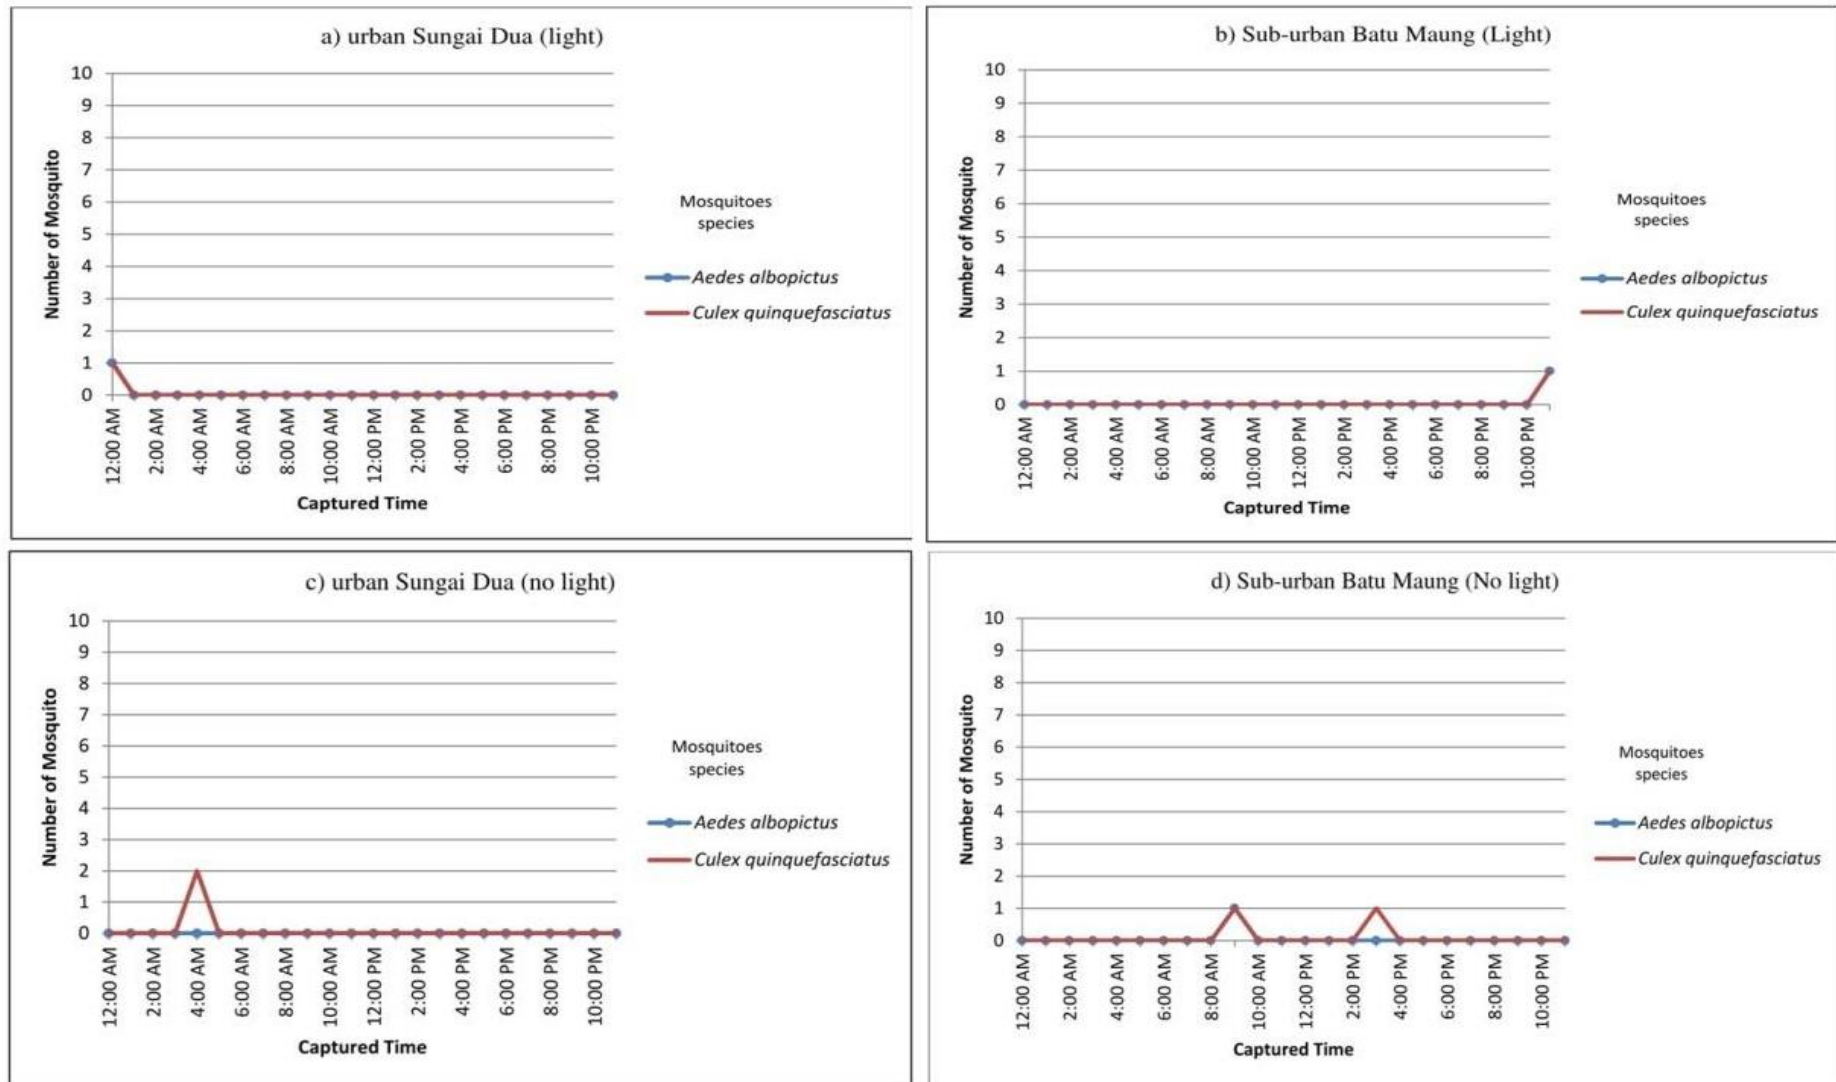 a) urban Sungai Dua (light)
10
9
8
7
6
5
4
3
2
1
0
Number of Mosquito
12:00 AM
2:00 AM
4:00 AM
6:00 AM
8:00 AM
10:00 AM
12:00 PM
2:00 PM
4:00 PM
6:00 PM
8:00 PM
10:00 PM
Captured Time
Mosquitoes
species
Aedes albopictus
Culex quinquefasciatus
b) Sub-urban Batu Maung (Light)
10
9
8
7
6
5
4
3
2
1
0
Number of Mosquito
12:00 AM
2:00 AM
4:00 AM
6:00 AM
8:00 AM
10:00 AM
12:00 PM
2:00 PM
4:00 PM
6:00 PM
8:00 PM
10:00 PM
Captured Time
Mosquitoes
species
Aedes albopictus
Culex quinquefasciatus
c) urban Sungai Dua (no light)
10
9
8
7
6
5
4
3
2
1
0
Number of Mosquito
12:00 AM
2:00 AM
4:00 AM
6:00 AM
8:00 AM
10:00 AM
12:00 PM
2:00 PM
4:00 PM
6:00 PM
8:00 PM
10:00 PM
Captured Time
Mosquitoes
species
Aedes albopictus
Culex quinquefasciatus
d) Sub-urban Batu Maung (No light)
10
9
8
7
6
5
4
3
2
1
0
Number of Mosquito
12:00 AM
2:00 AM
4:00 AM
6:00 AM
8:00 AM
10:00 AM
12:00 PM
2:00 PM
4:00 PM
6:00 PM
8:00 PM
10:00 PM
Captured Time
Mosquitoes
species
Aedes albopictus
Culex quinquefasciatus